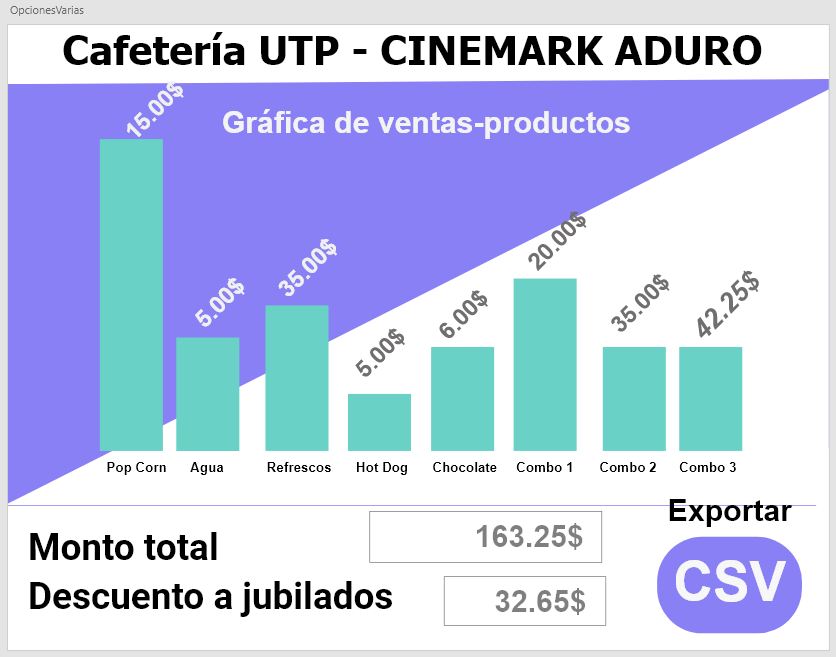 OpcionesVarias
Cafetería UTP - CINEMARK ADURO
Gráfica de ventas-productos
15.00$
5.00$
35.00$
5.00$
6.00$
20.00$
35.00$
42.25$
Pop Corn
Agua
Refrescos
Hot Dog
Chocolate
Combo 1
Combo 2
Combo 3
Monto total
163.25$
Descuento a jubilados
32.65$
Exportar
CSV